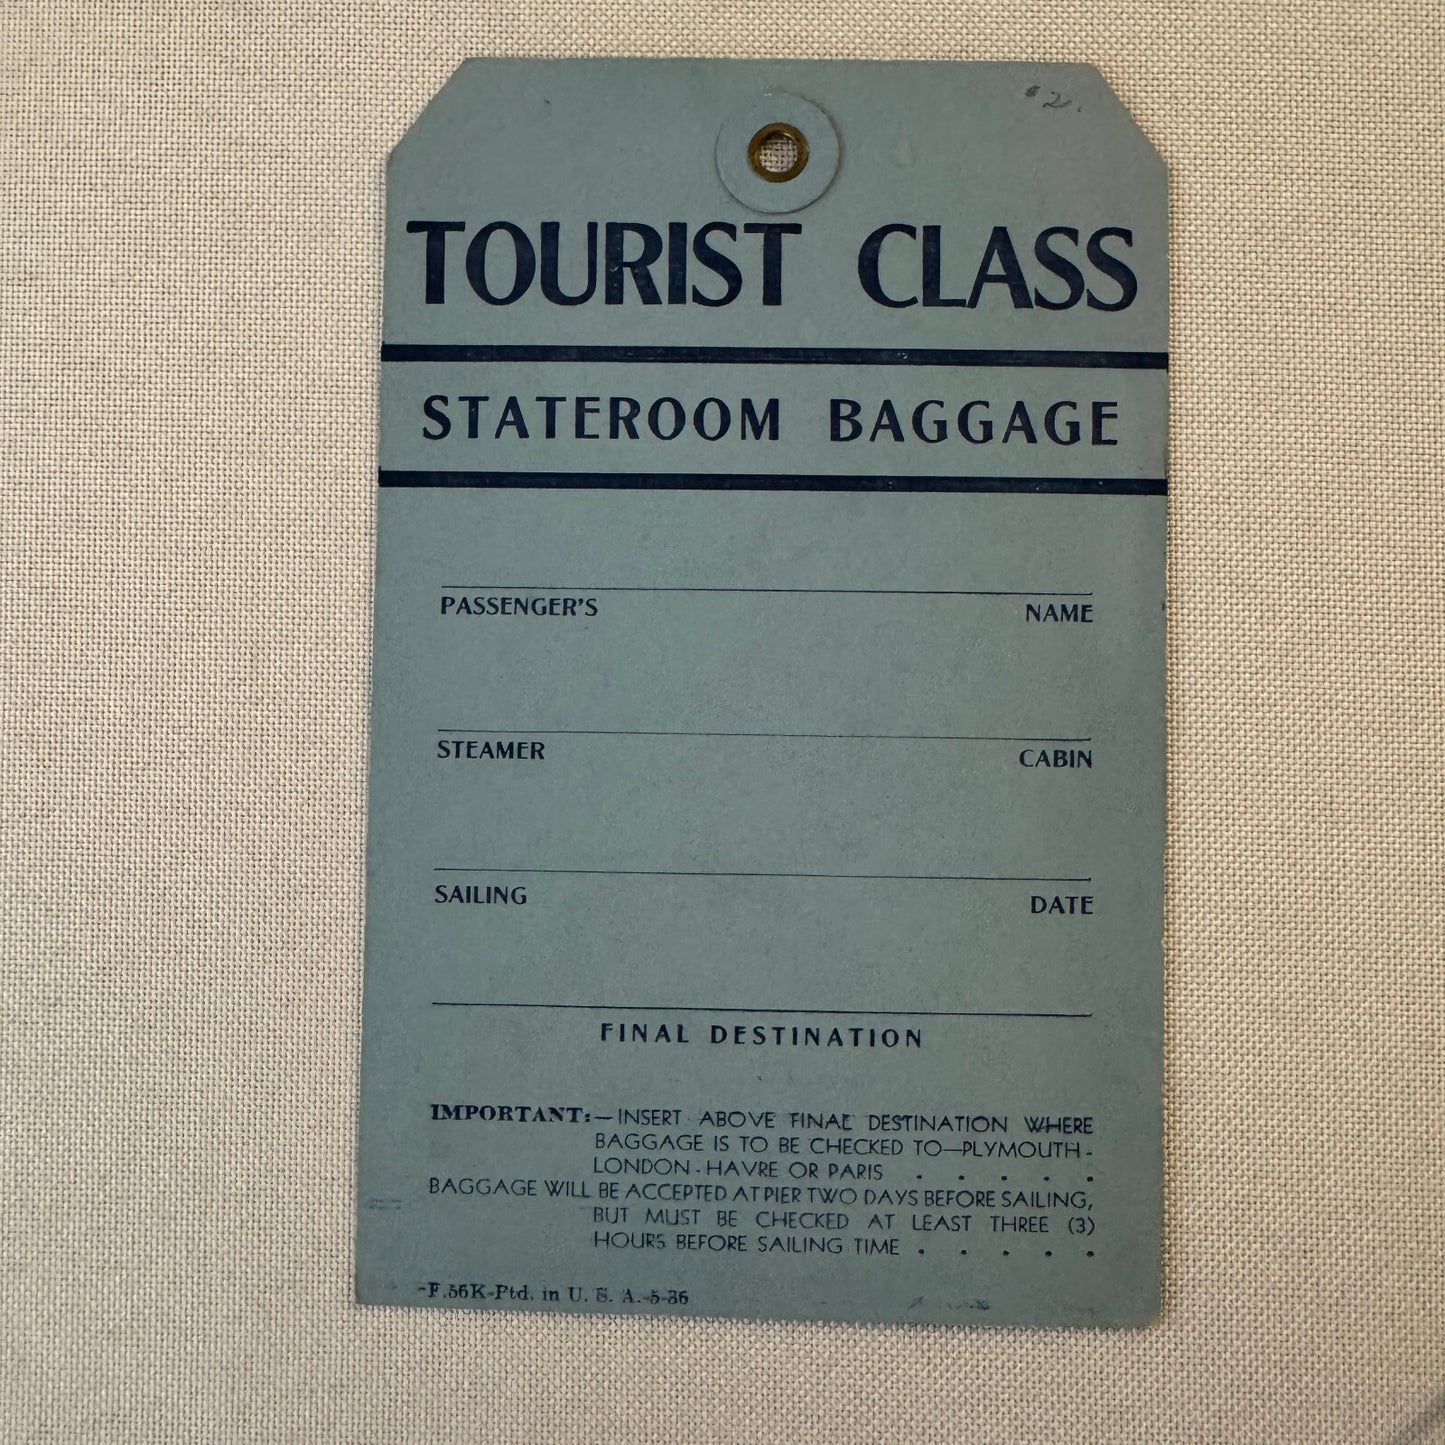 $2.
TOURIST CLASS
STATEROOM BAGGAGE
PASSENGER'S NAME
STEAMER CABIN
SAILING DATE
FINAL DESTINATION
IMPORTANT:—INSERT ABOVE FINAL DESTINATION WHERE
BAGGAGE IS TO BE CHECKED TO—PLYMOUTH-
LONDON-HAVRE OR PARIS . . . . .
BAGGAGE WILL BE ACCEPTED AT PIER TWO DAYS BEFORE SAILING,
BUT MUST BE CHECKED AT LEAST THREE (3)
HOURS BEFORE SAILING TIME . . . . .
-F.56K-Ptd. in U. S. A.-5-36